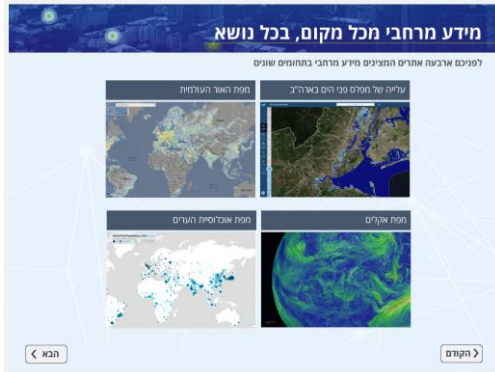 מידע מרחבי מכל מקום, בכל נושא
לפניכם ארבעה אתרים המציגים מידע מרחבי בתחומים שונים
עלייה של מפלס פני הים בארה"ב
מפת האור העולמית
מפת אקלים
מפת אוכלוסיית הערים
הקודם
הבא